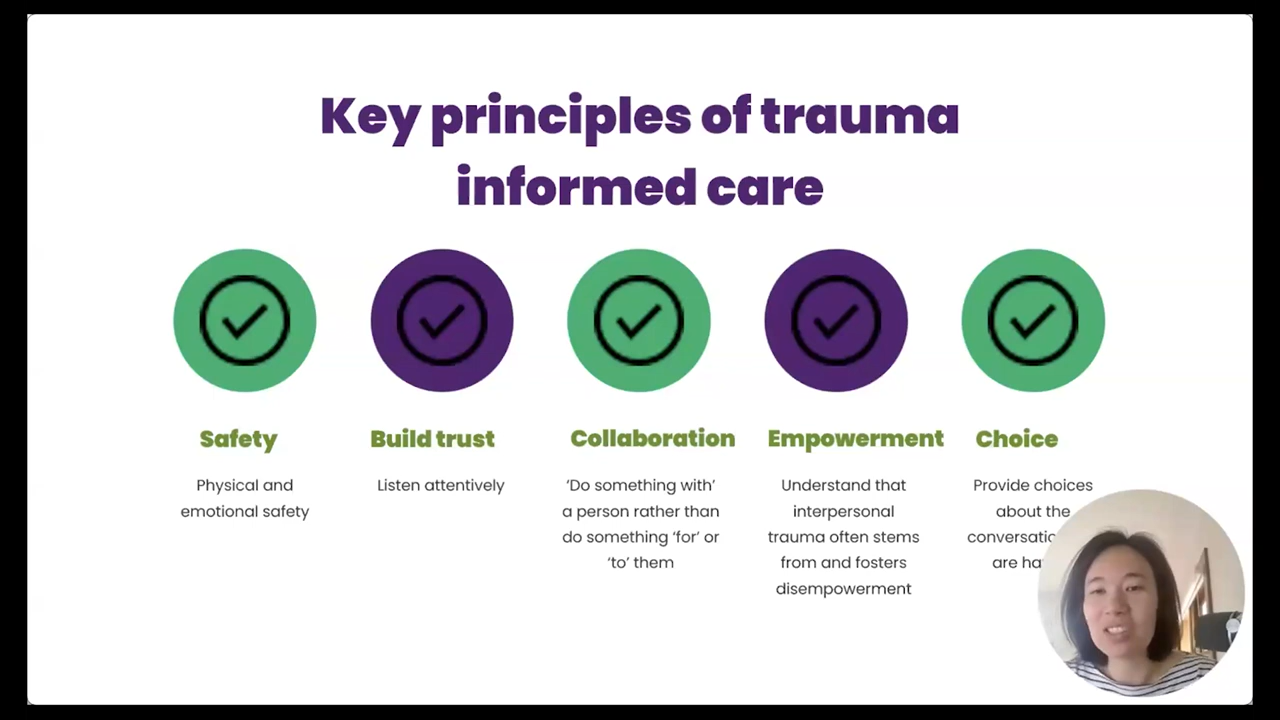 Key principles of trauma
informed care
Safety
Physical and
emotional safety
Build trust
Listen attentively
Collaboration
‘Do something with’
a person rather than
do something ‘for’ or
‘to’ them
Empowerment
Understand that
interpersonal
trauma often stems
from and fosters
disempowerment
Choice
Provide choices
about the
are